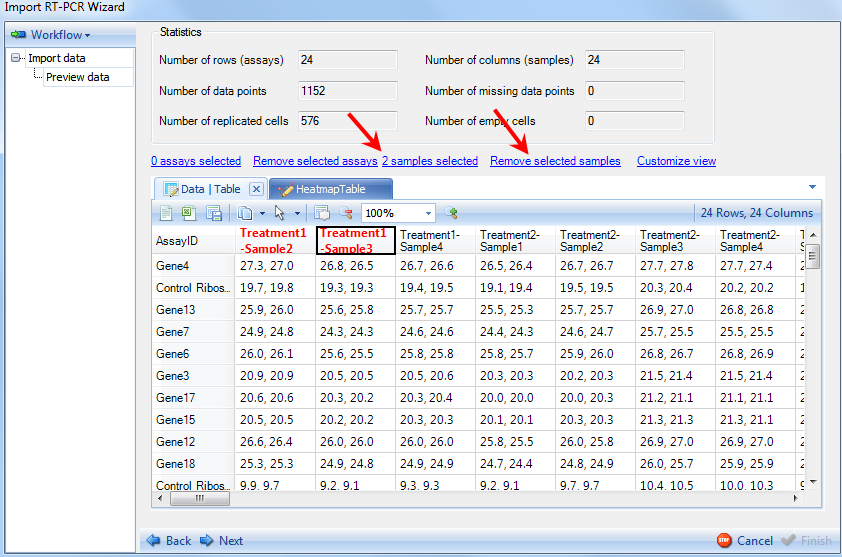 Import RT-PCR Wizard
Workflow
Import data
Preview data
Statistics
Number of rows (assays) 24 Number of columns (samples) 24
Number of data points 1152 Number of missing data points 0
Number of replicated cells 576 Number of empty cells 0
0 assays selected Remove selected assays 2 samples selected Remove selected samples Customize view
Data | Table HeatmapTable
100% 24 Rows, 24 Columns
AssayID Treatment1-Sample2 Treatment1-Sample3 Treatment1-Sample4 Treatment2-Sample1 Treatment2-Sample2 Treatment2-Sample3 Treatment2-Sample4
Gene4 27.3, 27.0 26.8, 26.5 26.7, 26.6 26.5, 26.4 26.7, 26.7 27.7, 27.8 27.7, 27.4
Control Ribos... 19.7, 19.8 19.3, 19.3 19.4, 19.5 19.1, 19.4 19.5, 19.5 20.3, 20.4 20.2, 20.2
Gene13 25.9, 26.0 25.6, 25.8 25.7, 25.7 25.5, 25.3 25.7, 25.6 26.9, 27.0 26.8, 26.8
Gene7 24.9, 24.8 24.3, 24.3 24.6, 24.6 24.4, 24.3 24.6, 24.7 25.7, 25.5 25.5, 25.5
Gene6 26.0, 26.1 25.6, 25.5 25.8, 25.8 25.8, 25.7 25.9, 26.0 26.8, 26.7 26.8, 26.9
Gene3 20.9, 20.9 20.5, 20.5 20.5, 20.6 20.3, 20.3 20.2, 20.3 21.5, 21.4 21.5, 21.4
Gene17 20.6, 20.6 20.3, 20.2 20.3, 20.4 20.0, 20.0 20.0, 20.3 21.2, 21.1 21.1, 21.1
Gene15 20.5, 20.5 20.2, 20.2 20.3, 20.3 20.1, 20.1 20.3, 20.3 21.3, 21.3 21.3, 21.1
Gene12 26.6, 26.4 26.0, 26.0 26.0, 26.0 25.8, 25.5 26.0, 25.8 26.9, 27.0 26.9, 27.0
Gene18 25.3, 25.3 24.9, 24.8 24.9, 24.9 24.7, 24.4 24.8, 24.9 26.0, 25.7 25.9, 25.9
Control Ribos... 9.9, 9.7 9.2, 9.1 9.3, 9.3 9.2, 9.1 9.7, 9.7 10.4, 10.5 10.0, 10.3
Back Next Cancel Finish